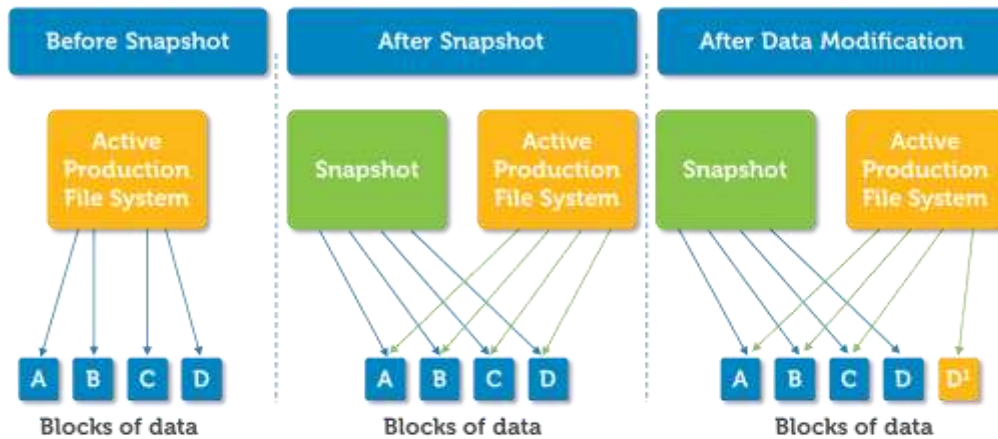 Before Snapshot
After Snapshot
After Data Modification
Active
Production
File System
Snapshot
Active
Production
File System
Snapshot
Active
Production
File System
A B C D
A B C D
A B C D D¹
Blocks of data
Blocks of data
Blocks of data